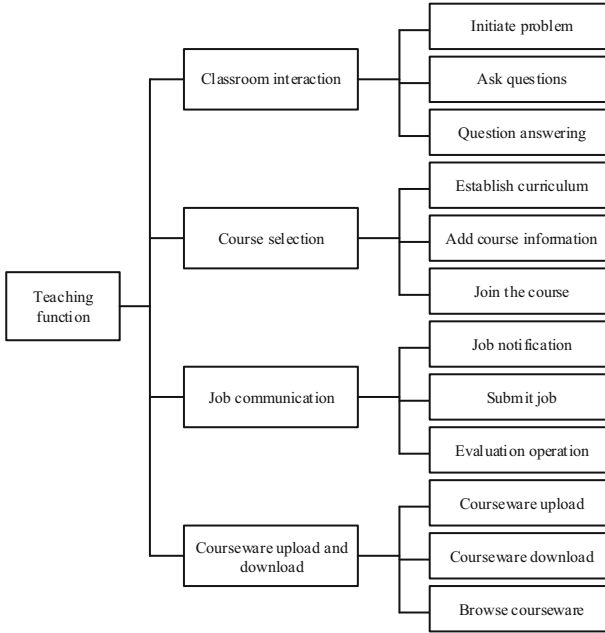 Initiate problem
Classroom interaction
Ask questions
Question answering
Establish curriculum
Course selection
Add course information
Join the course
Teaching
function
Job notification
Job communication
Submit job
Evaluation operation
Courseware upload
Courseware upload and
download
Courseware download
Browse courseware